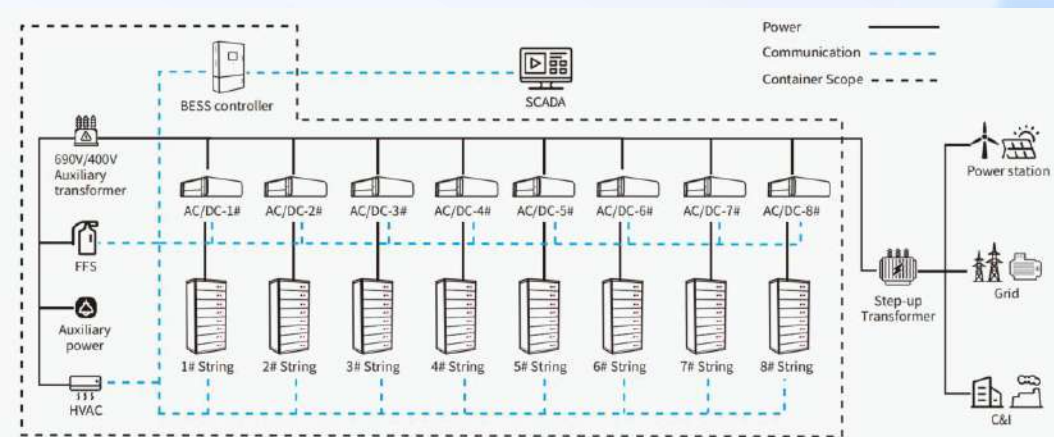 Power
Communication
Container Scope
BESS controller
SCADA
690V/400V
Auxiliary
transformer
Power station
AC/DC-1#
AC/DC-2#
AC/DC-3#
AC/DC-4#
AC/DC-5#
AC/DC-6#
AC/DC-7#
AC/DC-8#
FFS
Step-up
Transformer
Grid
Auxiliary
power
1# String
2# String
3# String
4# String
5# String
6# String
7# String
8# String
HVAC
C&I